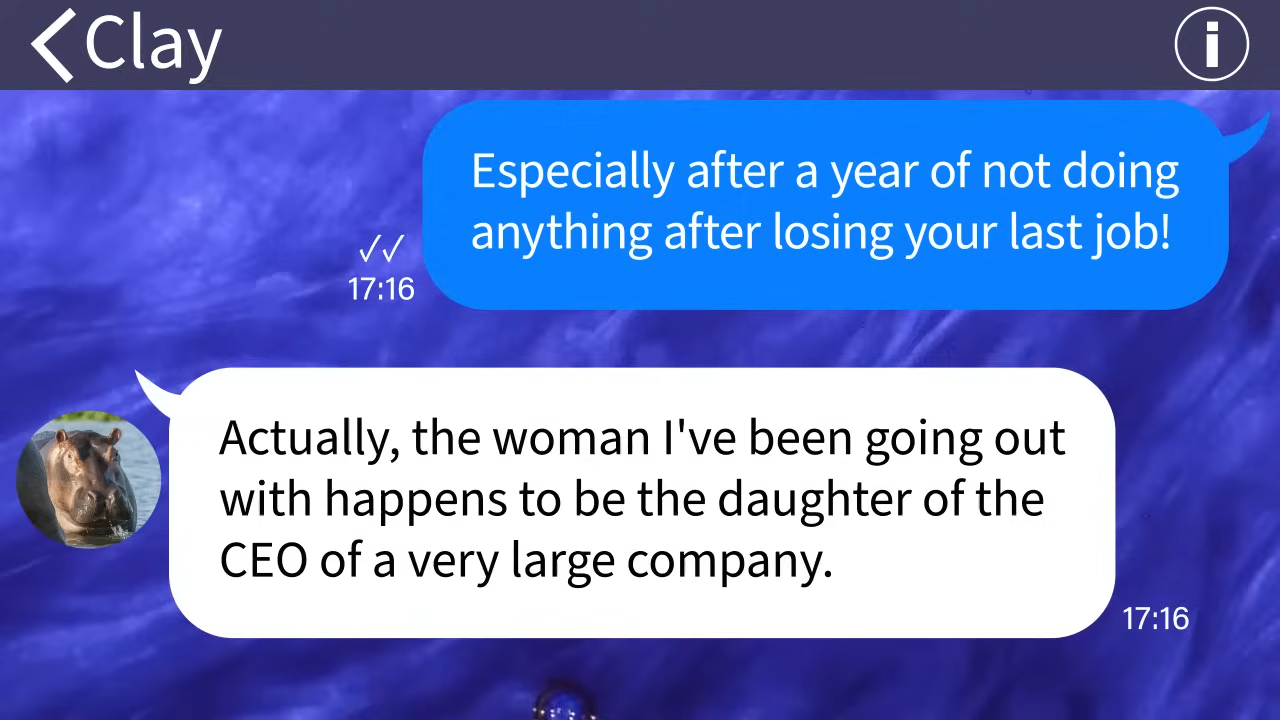 Clay
Especially after a year of not doing
anything after losing your last job!
✓✓
17:16
Actually, the woman I've been going out
with happens to be the daughter of the
CEO of a very large company.
17:16